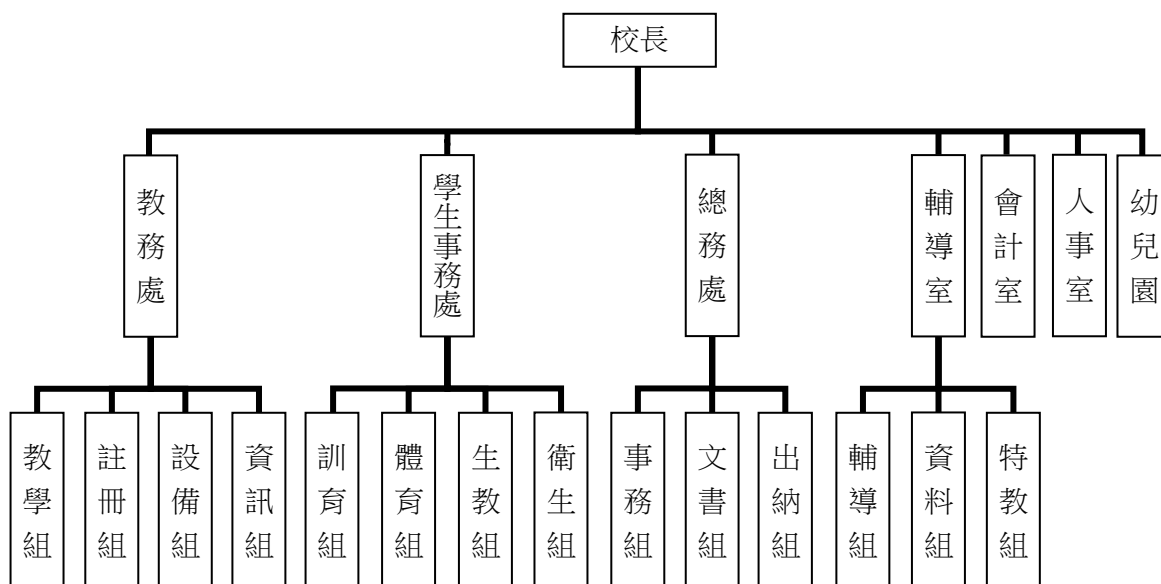 校長
教務處
學生事務處
總務處
輔導室
會計室
人事室
幼兒園
教學組
註冊組
設備組
資訊組
訓育組
體育組
生教組
衛生組
事務組
文書組
出納組
輔導組
資料組
特教組